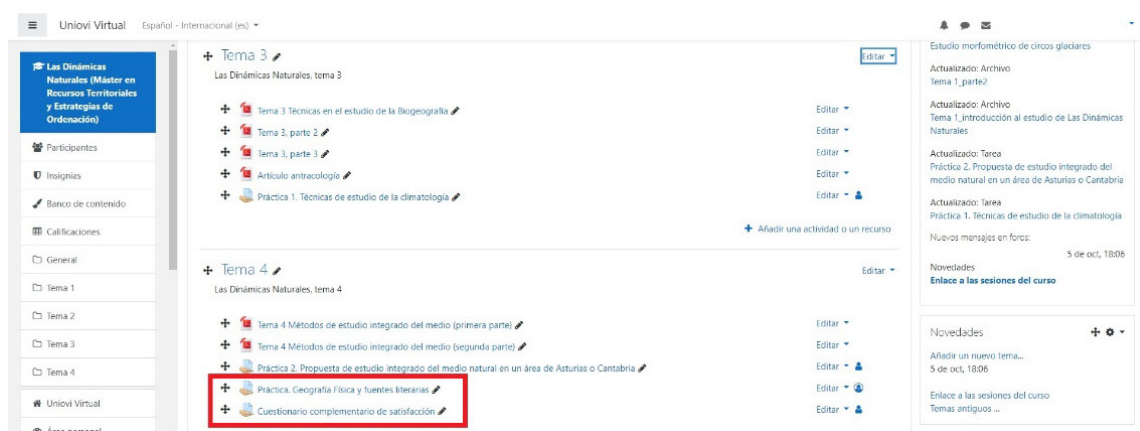 Uniovi Virtual Español - Internacional (es)
Las Dinámicas
Naturales (Máster en
Recursos Territoriales
y Estrategias de
Ordenación)
Participantes
Insignias
Banco de contenido
Calificaciones
General
Tema 1
Tema 2
Tema 3
Tema 4
Uniovi Virtual
Área personal
Tema 3
Editar
Las Dinámicas Naturales, tema 3
Tema 3 Técnicas en el estudio de la Biogeografía
Editar
Tema 3, parte 2
Editar
Tema 3, parte 3
Editar
Artículo antracología
Editar
Práctica 1. Técnicas de estudio de la climatología
Editar
Añadir una actividad o un recurso
Tema 4
Editar
Las Dinámicas Naturales, tema 4
Tema 4 Métodos de estudio integrado del medio (primera parte)
Editar
Tema 4 Métodos de estudio integrado del medio (segunda parte)
Editar
Práctica 2. Propuesta de estudio integrado del medio natural en un área de Asturias o Cantabria
Editar
Práctica. Geografía Física y fuentes literarias
Editar
Cuestionario complementario de satisfacción
Editar
Estudio morfométrico de circos glaciares
Actualizado: Archivo
Tema 1_parte2
Actualizado: Archivo
Tema 1_introducción al estudio de Las Dinámicas
Naturales
Actualizado: Tarea
Práctica 2. Propuesta de estudio integrado del
medio natural en un área de Asturias o Cantabria
Actualizado: Tarea
Práctica 1. Técnicas de estudio de la climatología
Nuevos mensajes en foros:
5 de oct, 18:06
Novedades
Enlace a las sesiones del curso
Novedades
Añadir un nuevo tema...
5 de oct, 18:06
Enlace a las sesiones del curso
Temas antiguos ...